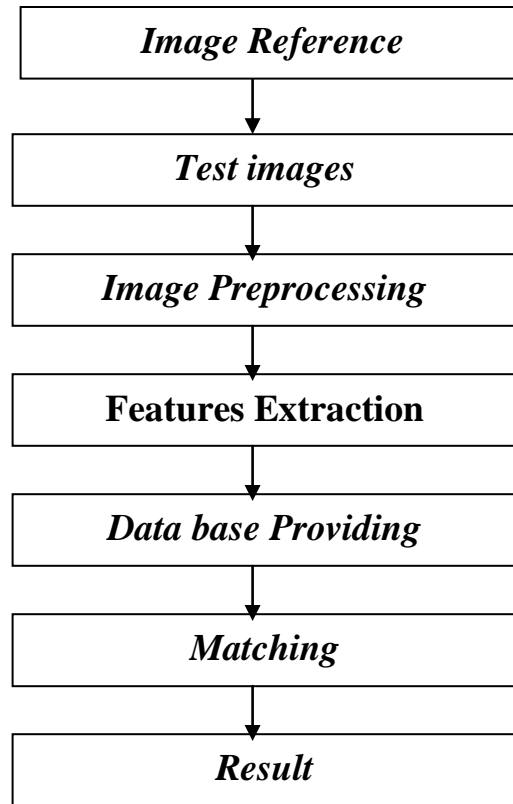 Image Reference
Test images
Image Preprocessing
Features Extraction
Data base Providing
Matching
Result